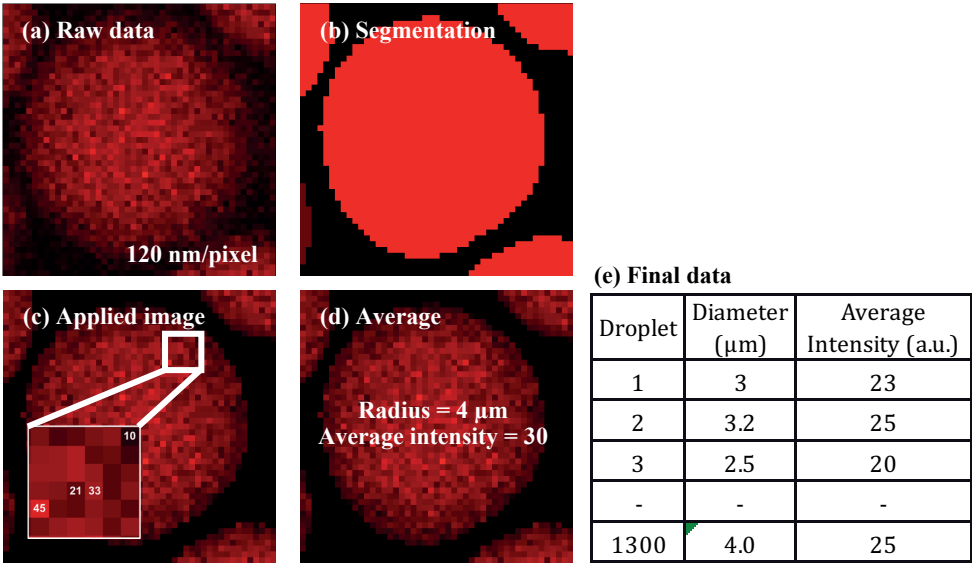 (a) Raw data
120 nm/pixel
(b) Segmentation
(c) Applied image
10
21 33
45
(d) Average
Radius = 4 μm
Average intensity = 30
(e) Final data
Droplet Diameter (μm) Average Intensity (a.u.)
1 3 23
2 3.2 25
3 2.5 20
- - -
1300 4.0 25